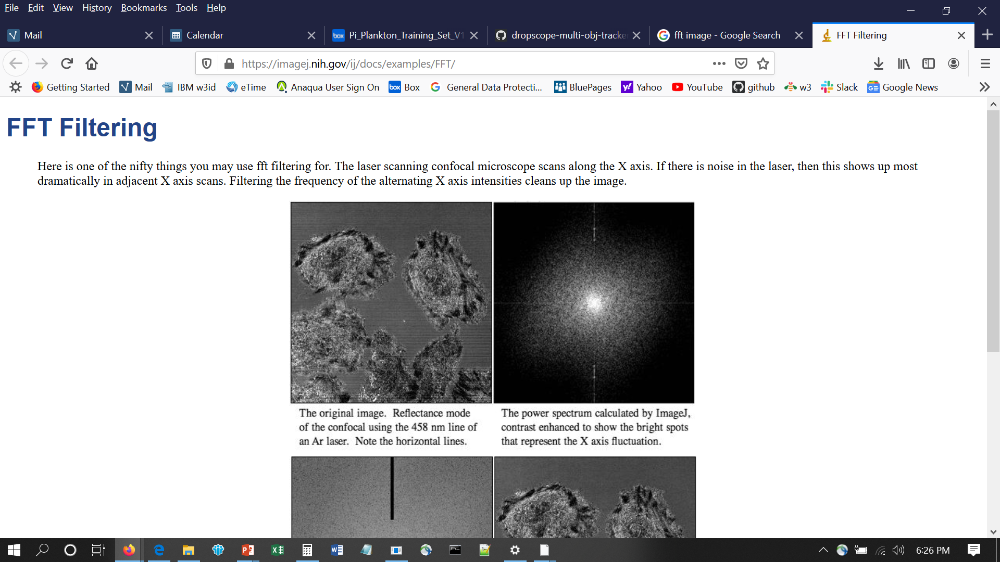 File Edit View History Bookmarks Tools Help
Mail
Calendar
Pi_Plankton_Training_Set_V1
dropscope-multi-obj-tracke
fft image - Google Search
FFT Filtering
https://imagej.nih.gov/ij/docs/examples/FFT/
Getting Started Mail IBM w3id eTime Anaqua User Sign On box Box General Data Protecti... BluePages Yahoo YouTube github w3 Slack Google News
FFT Filtering
Here is one of the nifty things you may use fft filtering for. The laser scanning confocal microscope scans along the X axis. If there is noise in the laser, then this shows up most
dramatically in adjacent X axis scans. Filtering the frequency of the alternating X axis intensities cleans up the image.
The original image. Reflectance mode
of the confocal using the 458 nm line of
an Ar laser. Note the horizontal lines.
The power spectrum calculated by ImageJ,
contrast enhanced to show the bright spots
that represent the X axis fluctuation.
6:26 PM